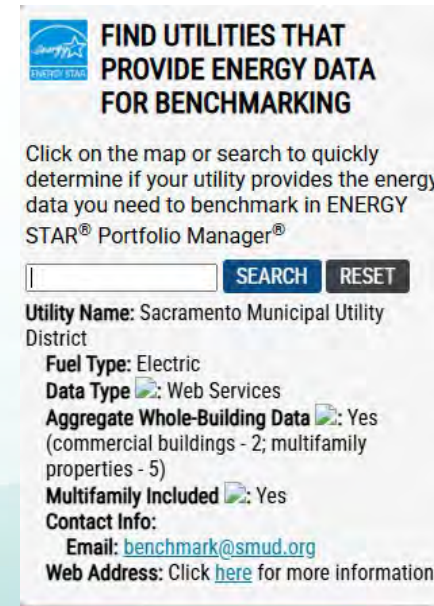 energy
ENERGY STAR
FIND UTILITIES THAT
PROVIDE ENERGY DATA
FOR BENCHMARKING
Click on the map or search to quickly
determine if your utility provides the energy
data you need to benchmark in ENERGY
STAR® Portfolio Manager®
SEARCH RESET
Utility Name: Sacramento Municipal Utility
District
Fuel Type: Electric
Data Type : Web Services
Aggregate Whole-Building Data : Yes
(commercial buildings - 2; multifamily
properties - 5)
Multifamily Included : Yes
Contact Info:
Email: benchmark@smud.org
Web Address: Click here for more information